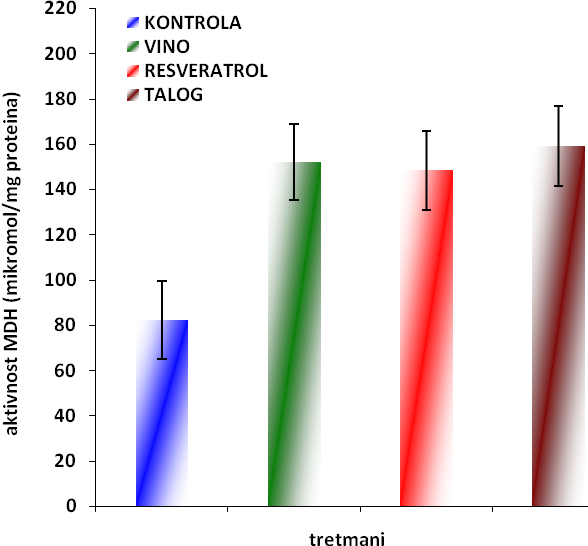 220
200
180
160
140
120
100
80
60
40
20
0
aktivnost MDH (mikromol/mg proteina)
KONTROLA
VINO
RESVERATROL
TALOG
tretmani